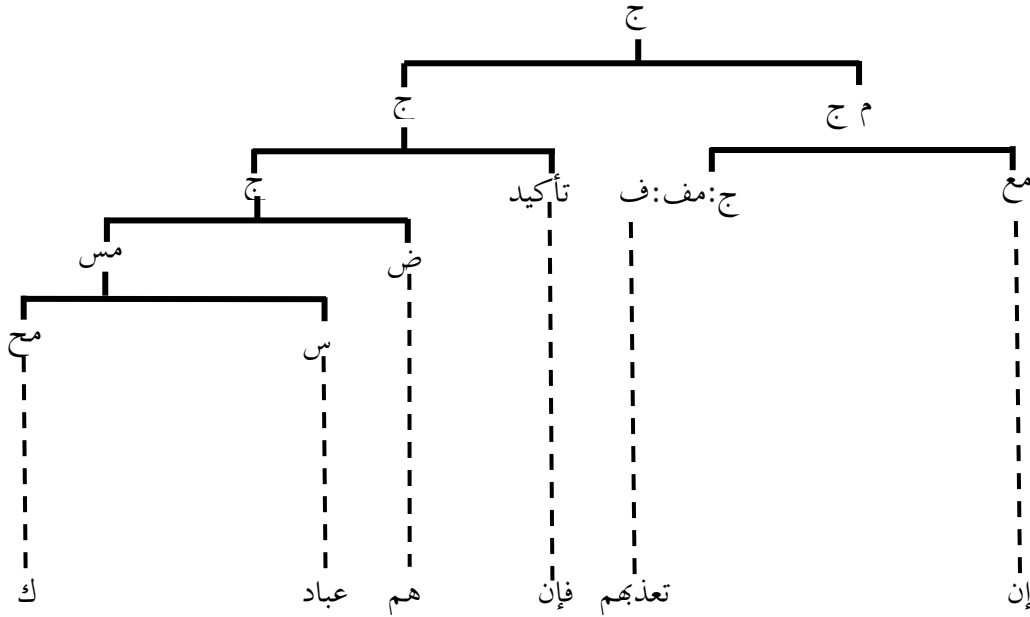 ج
م ج
ج
مع
ج:مف:ف
تأكيد
ج
ض
مس
س
مح
إن
تعذبهم
فإن
هم
عباد
ك